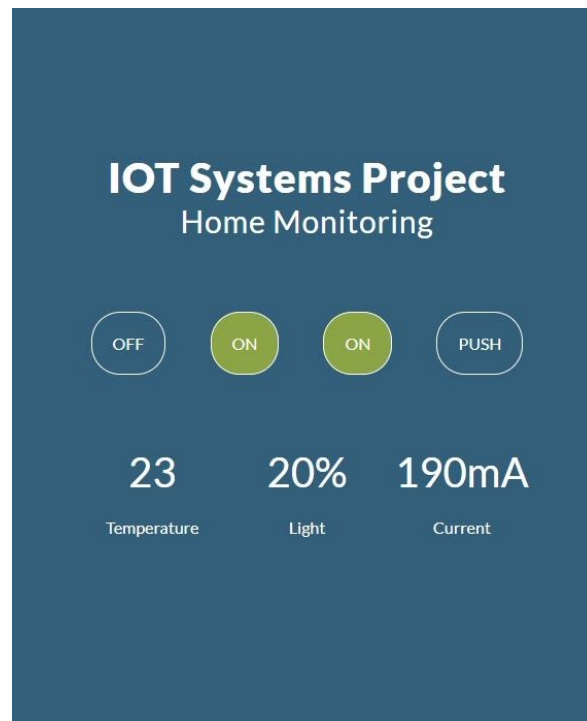 IOT Systems Project
Home Monitoring
OFF ON ON PUSH
23 20% 190mA
Temperature Light Current